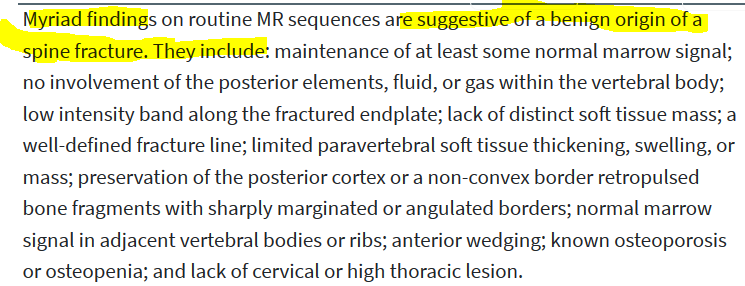 Myriad findings on routine MR sequences are suggestive of a benign origin of a
spine fracture. They include: maintenance of at least some normal marrow signal;
no involvement of the posterior elements, fluid, or gas within the vertebral body;
low intensity band along the fractured endplate; lack of distinct soft tissue mass; a
well-defined fracture line; limited paravertebral soft tissue thickening, swelling, or
mass; preservation of the posterior cortex or a non-convex border retropulsed
bone fragments with sharply marginated or angulated borders; normal marrow
signal in adjacent vertebral bodies or ribs; anterior wedging; known osteoporosis
or osteopenia; and lack of cervical or high thoracic lesion.